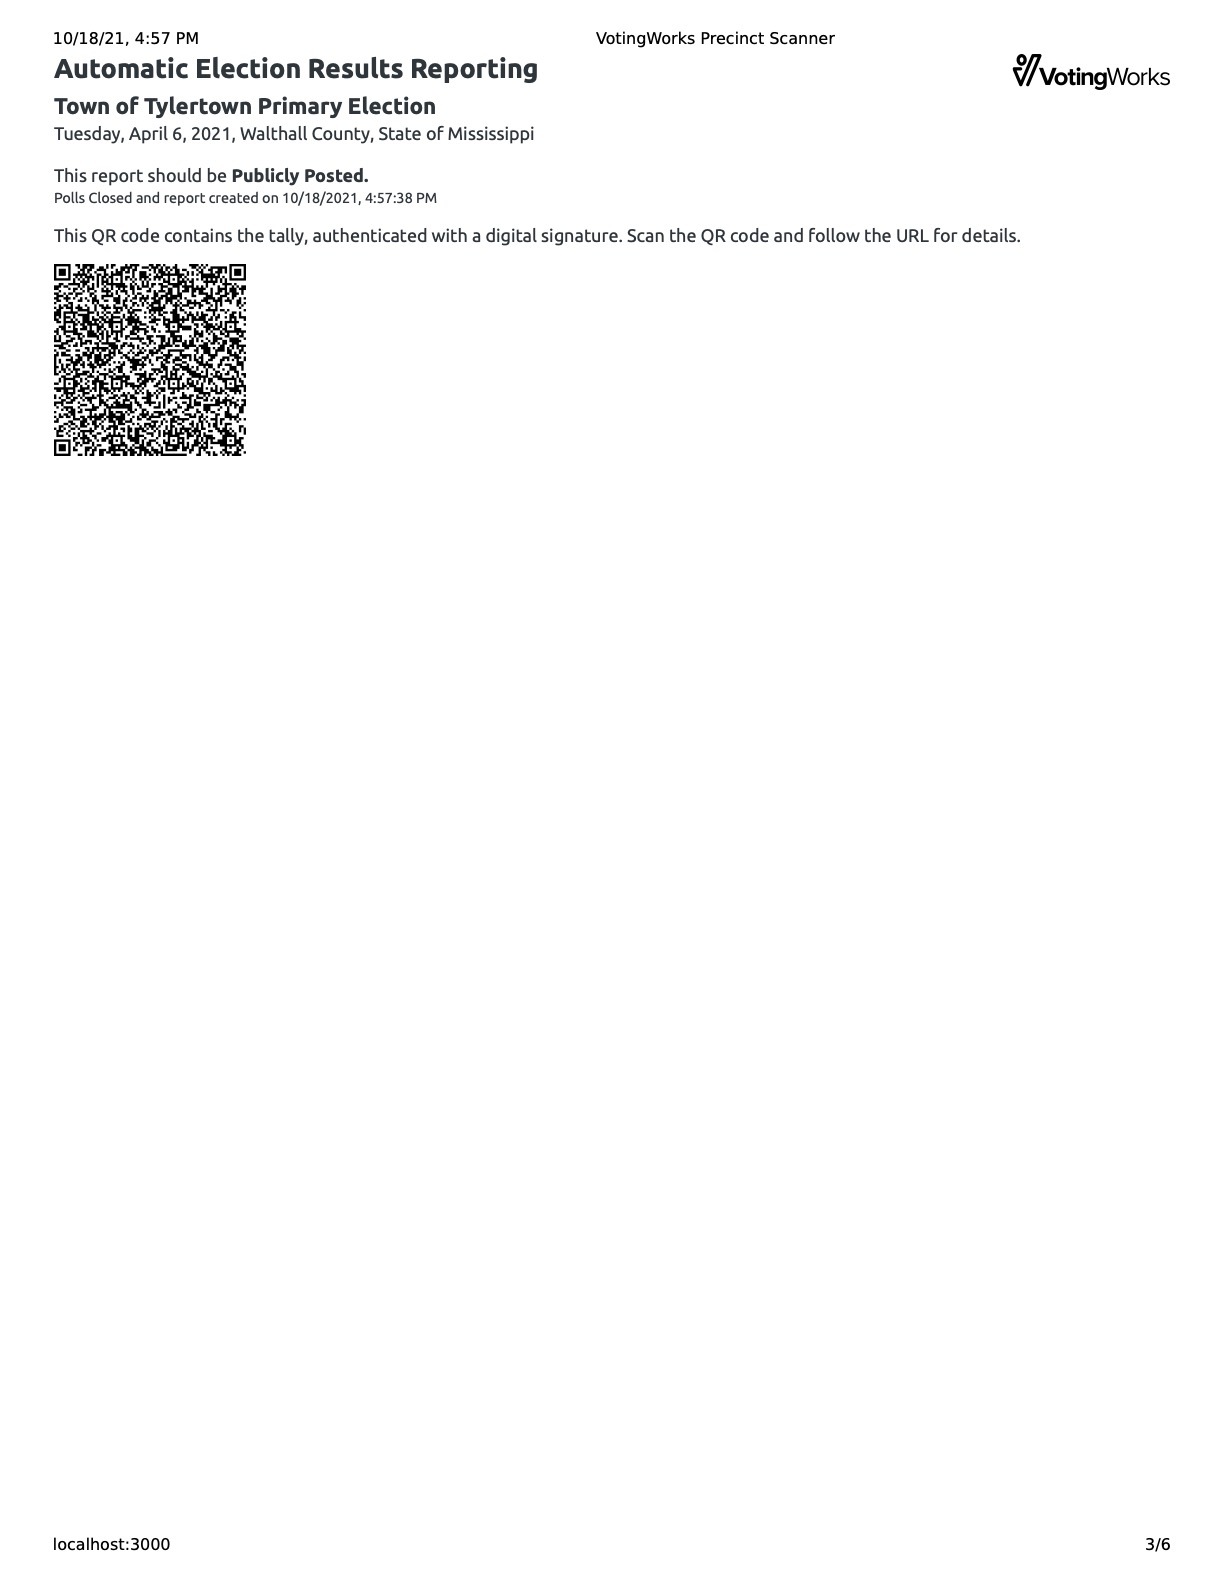 10/18/21, 4:57 PM
VotingWorks Precinct Scanner
Automatic Election Results Reporting
VotingWorks
Town of Tylertown Primary Election
Tuesday, April 6, 2021, Walthall County, State of Mississippi
This report should be Publicly Posted.
Polls Closed and report created on 10/18/2021, 4:57:38 PM
This QR code contains the tally, authenticated with a digital signature. Scan the QR code and follow the URL for details.
localhost:3000
3/6